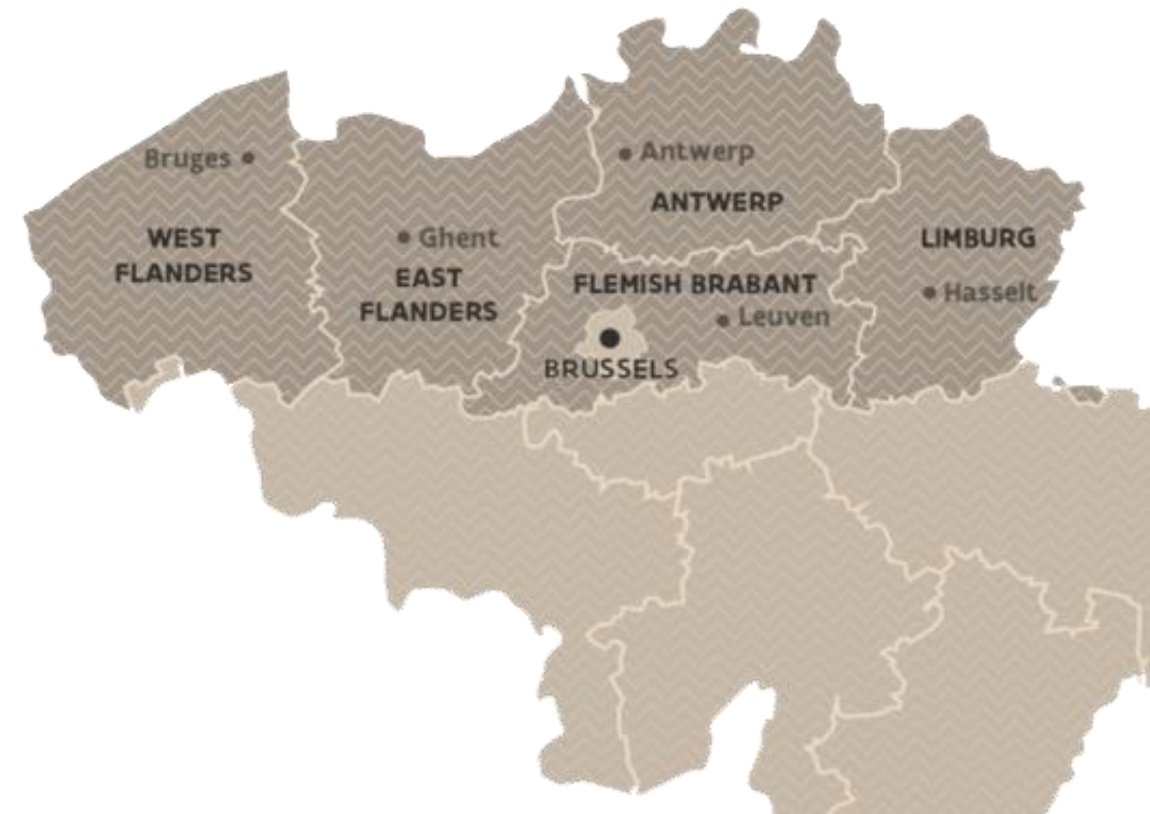 Bruges
Antwerp
ANTWERP
WEST
FLANDERS
Ghent
EAST
FLANDERS
LIMBURG
Hasselt
FLEMISH BRABANT
Leuven
BRUSSELS